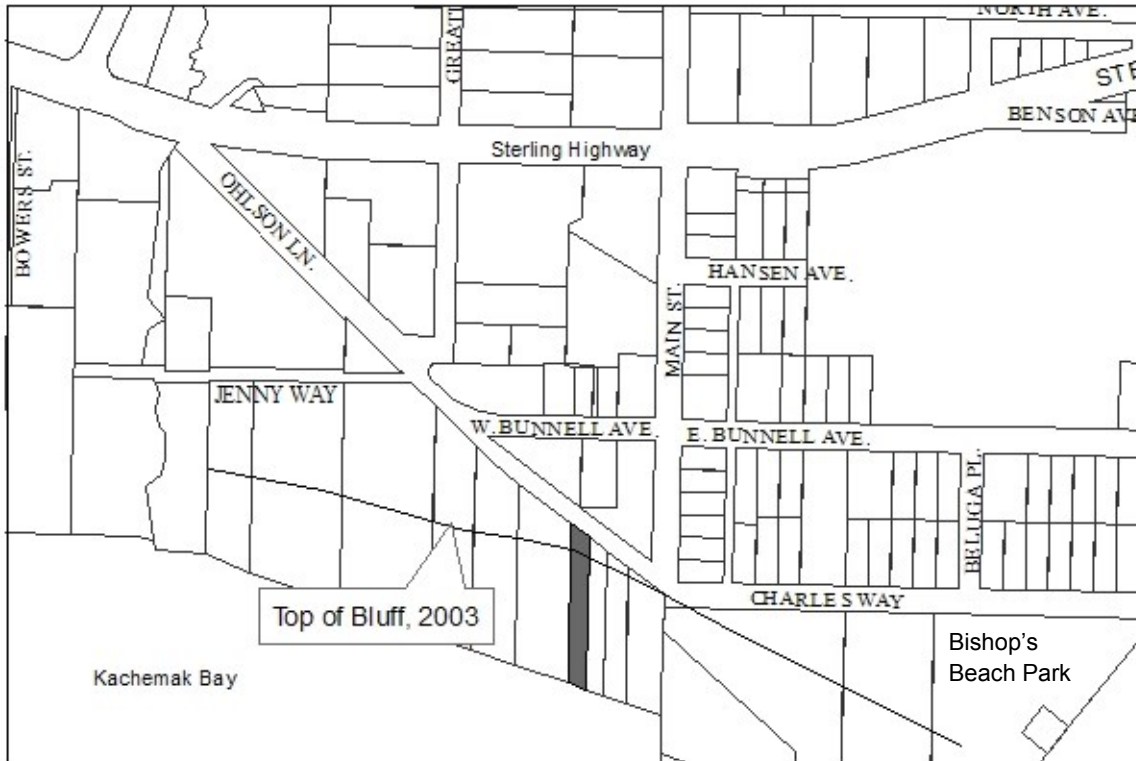 NORTH AVE.
GREAT
STE
BENSON AVE
Sterling Highway
BOWERS ST.
OHLSON LN.
HANSEN AVE.
MAIN ST.
JENNY WAY
W. BUNNELL AVE.
E. BUNNELL AVE.
BELUGA PL.
Top of Bluff, 2003
CHARLES WAY
Bishop's
Beach Park
Kachemak Bay